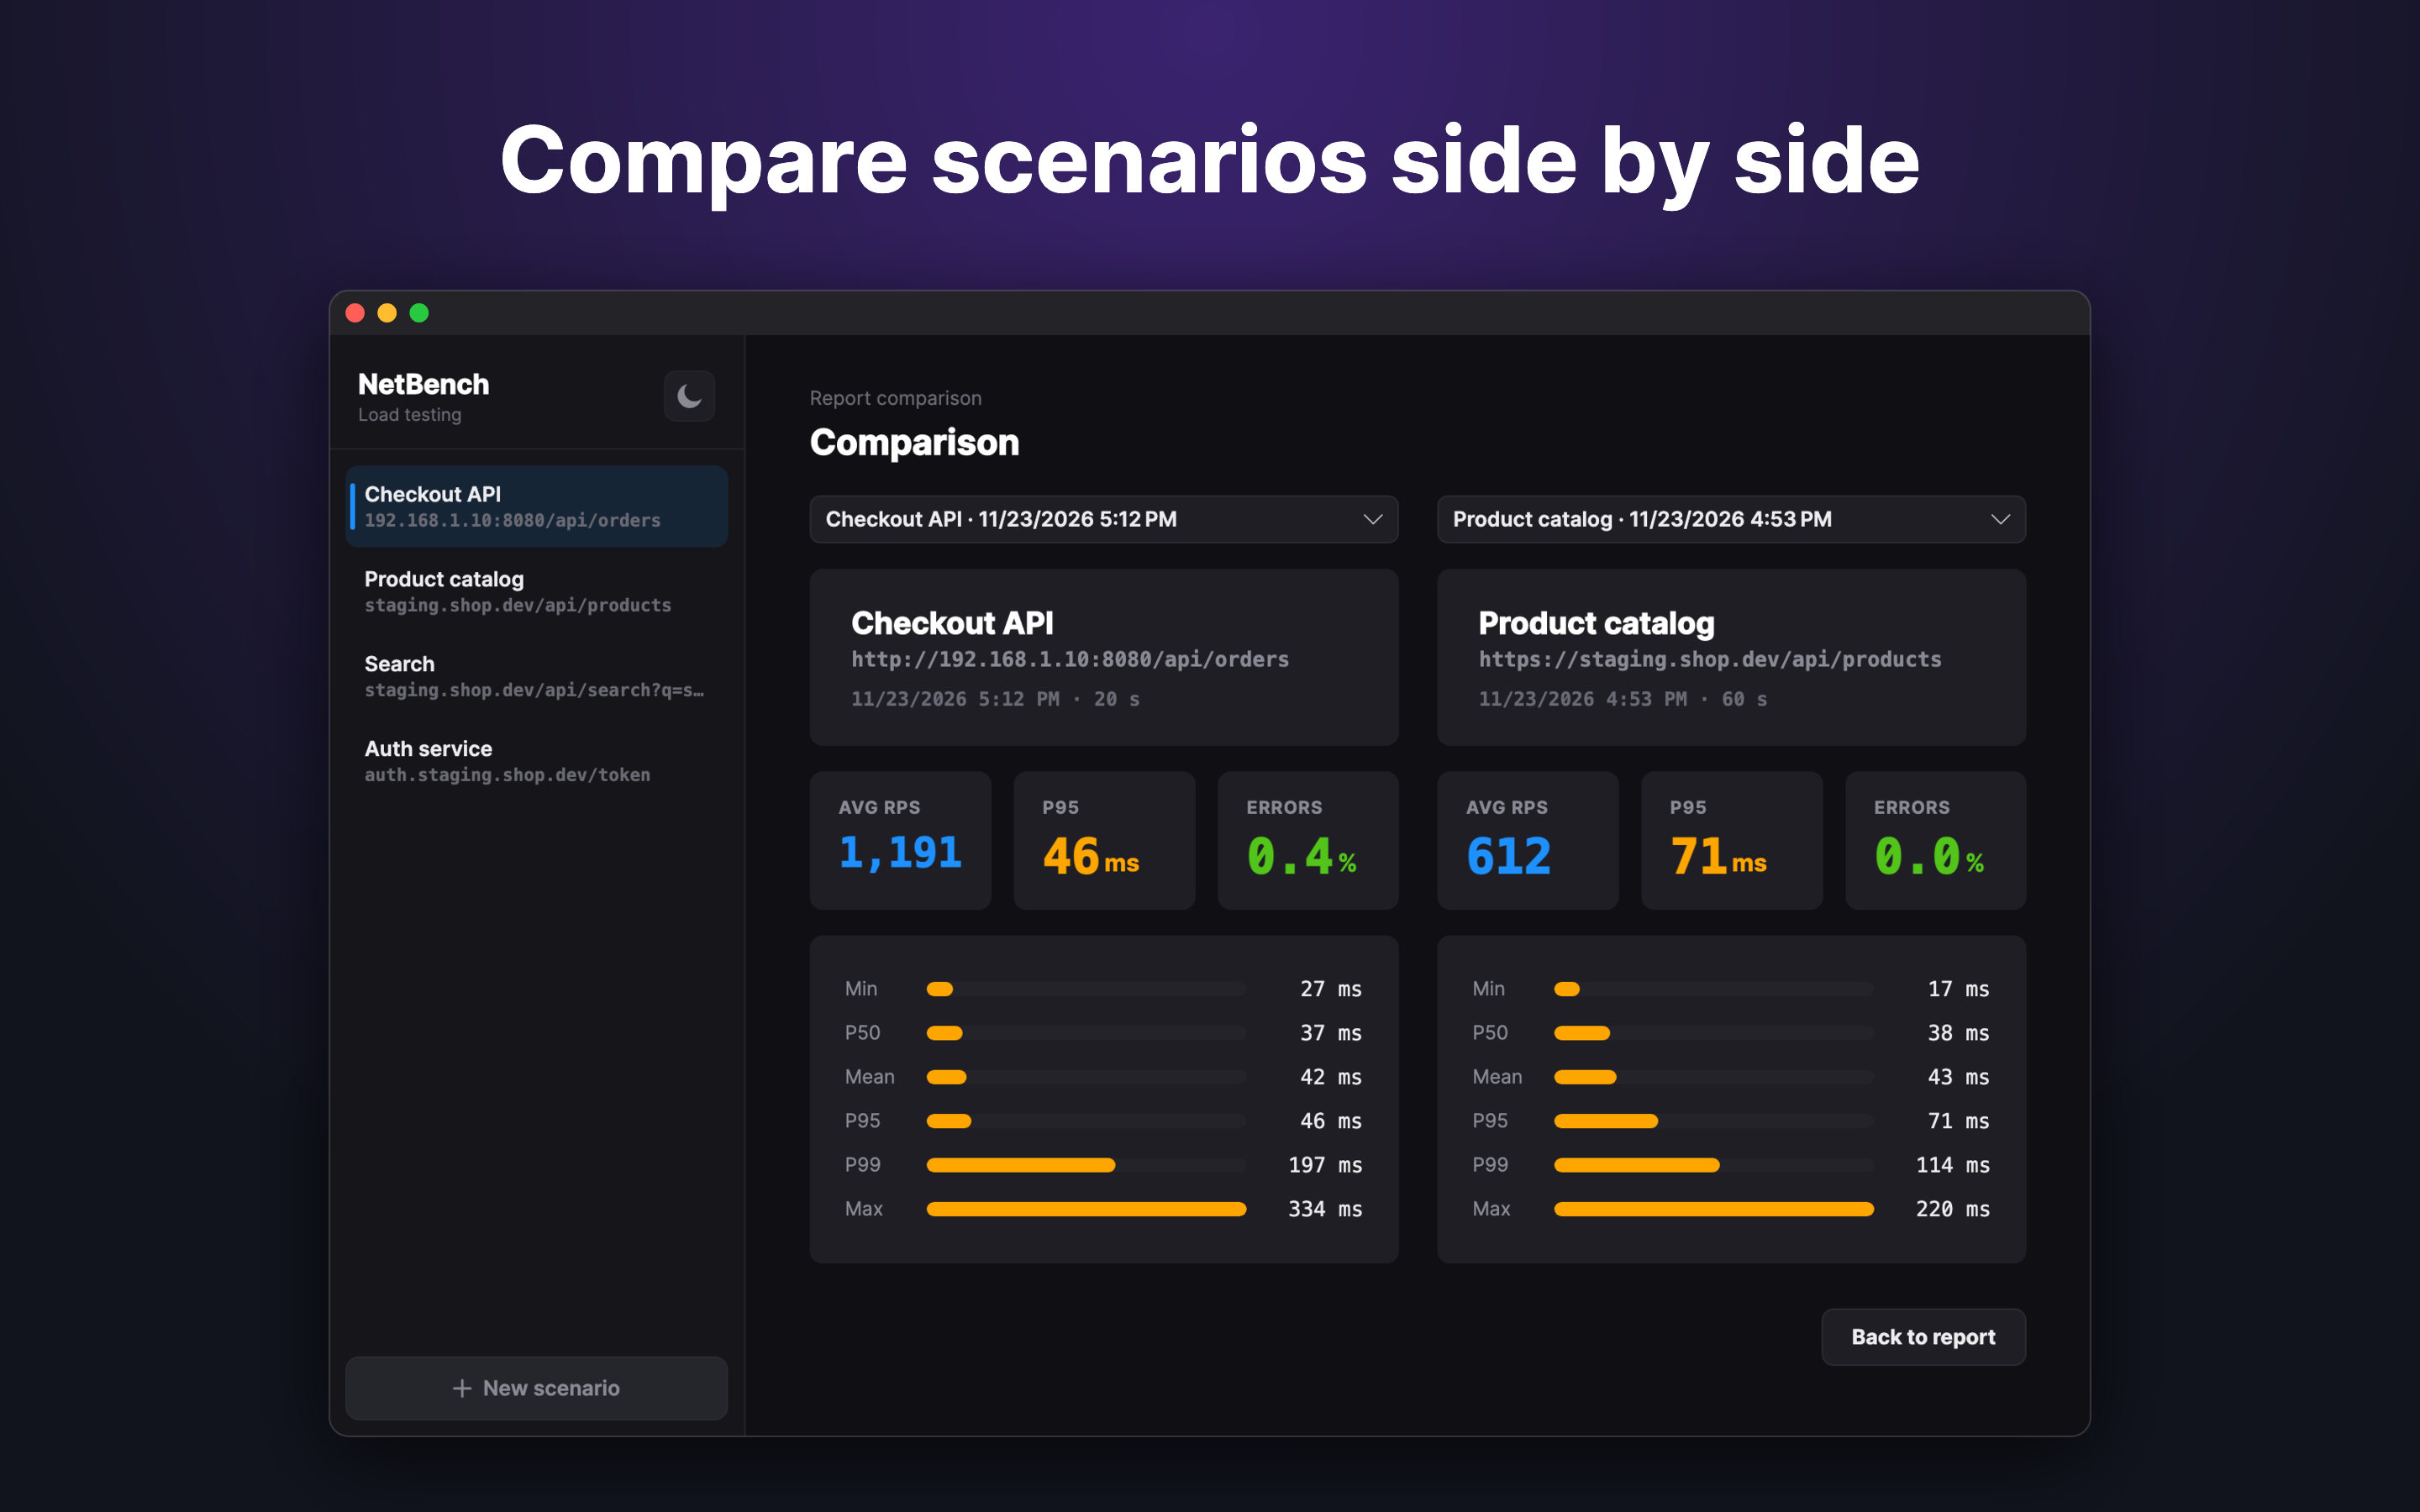 Compare scenarios side by side
NetBench
Load testing
Checkout API
192.168.1.10:8080/api/orders
Product catalog
staging.shop.dev/api/products
Search
staging.shop.dev/api/search?q=s…
Auth service
auth.staging.shop.dev/token
New scenario
Report comparison
Comparison
Checkout API · 11/23/2026 5:12 PM
Product catalog · 11/23/2026 4:53 PM
Checkout API
http://192.168.1.10:8080/api/orders
11/23/2026 5:12 PM · 20 s
Product catalog
https://staging.shop.dev/api/products
11/23/2026 4:53 PM · 60 s
AVG RPS
1,191
P95
46 ms
ERRORS
0.4 %
AVG RPS
612
P95
71 ms
ERRORS
0.0 %
Min 27 ms
P50 37 ms
Mean 42 ms
P95 46 ms
P99 197 ms
Max 334 ms
Min 17 ms
P50 38 ms
Mean 43 ms
P95 71 ms
P99 114 ms
Max 220 ms
Back to report